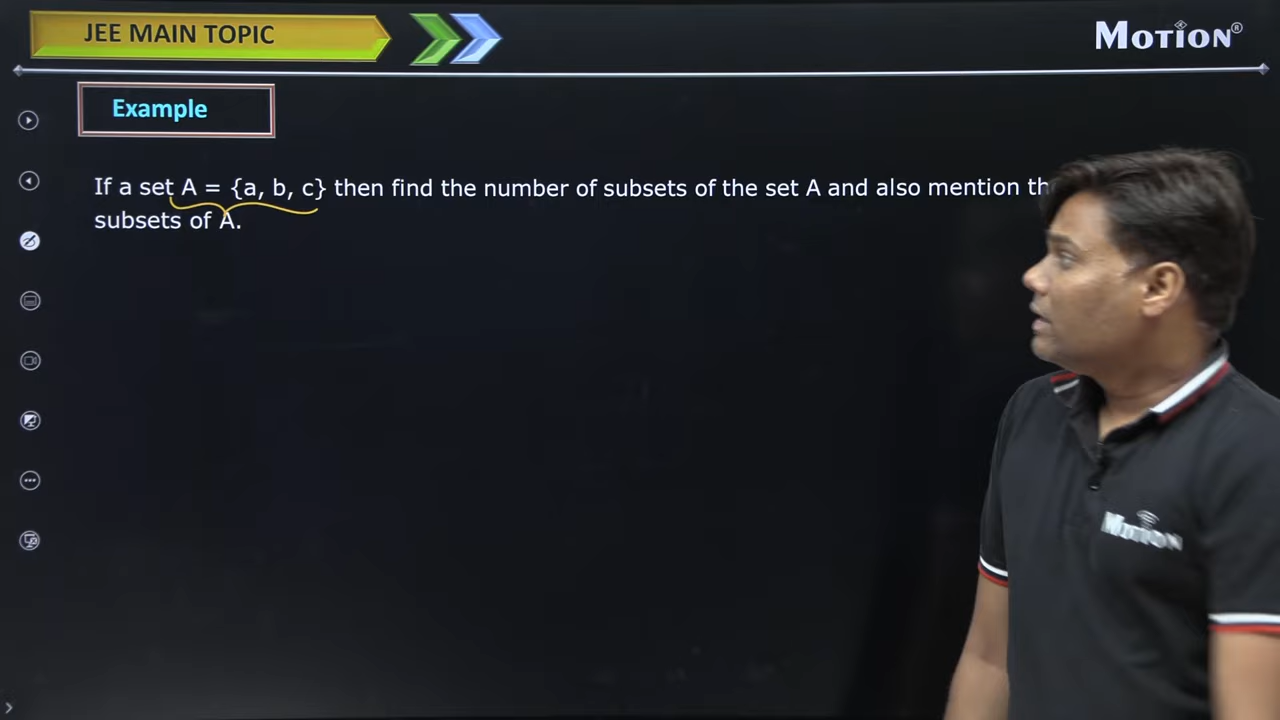 JEE MAIN TOPIC
MOTION®
Example
If a set A = {a, b, c} then find the number of subsets of the set A and also mention
subsets of A.
MOTION